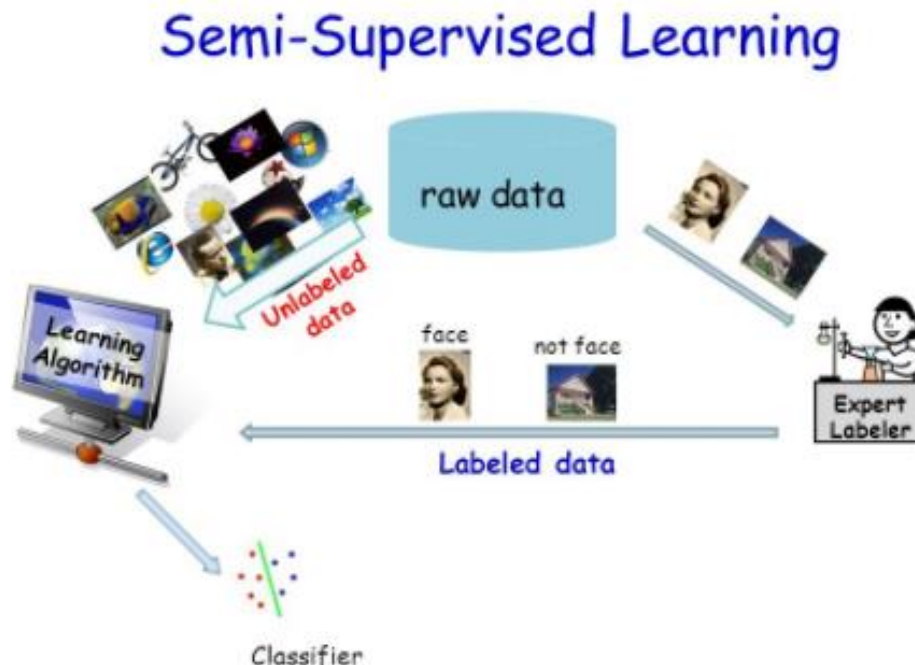 Semi-Supervised Learning
raw data
Unlabeled
data
Learning
Algorithm
face
not face
Expert
Labeler
Labeled data
Classifier